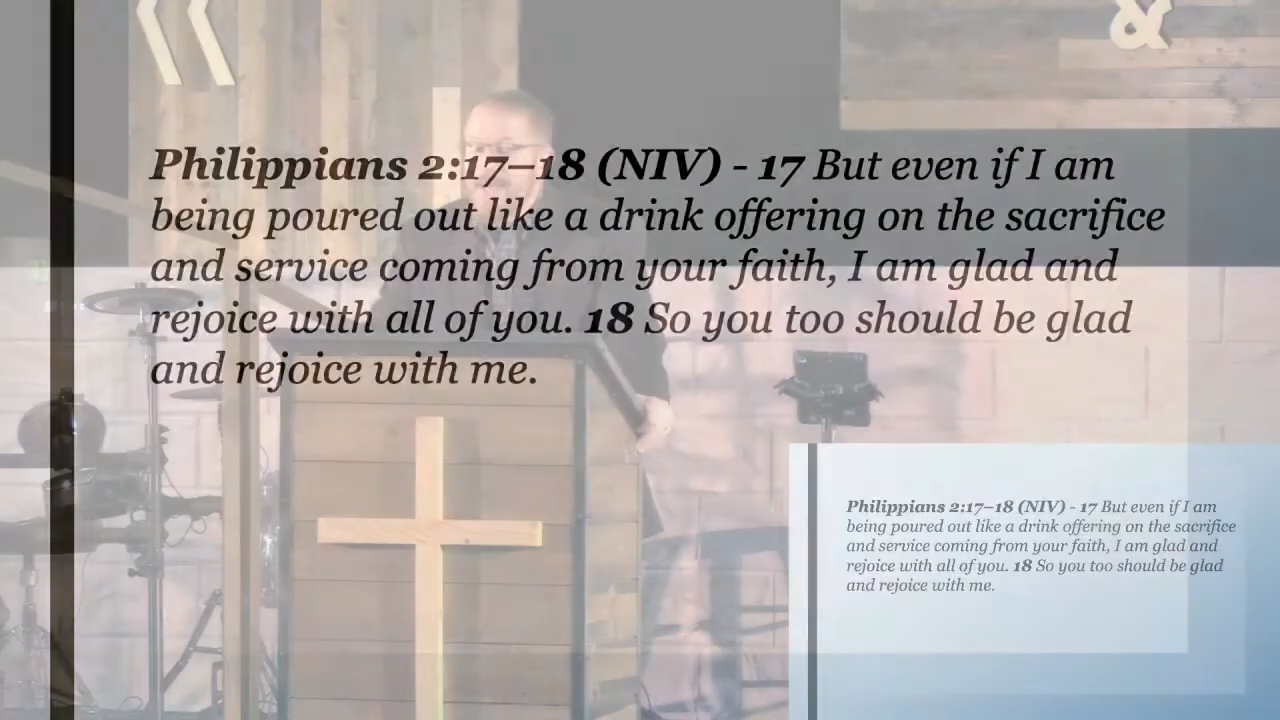 &
Philippians 2:17–18 (NIV) - 17 But even if I am
being poured out like a drink offering on the sacrifice
and service coming from your faith, I am glad and
rejoice with all of you. 18 So you too should be glad
and rejoice with me.
Philippians 2:17–18 (NIV) - 17 But even if I am
being poured out like a drink offering on the sacrifice
and service coming from your faith, I am glad and
rejoice with all of you. 18 So you too should be glad
and rejoice with me.